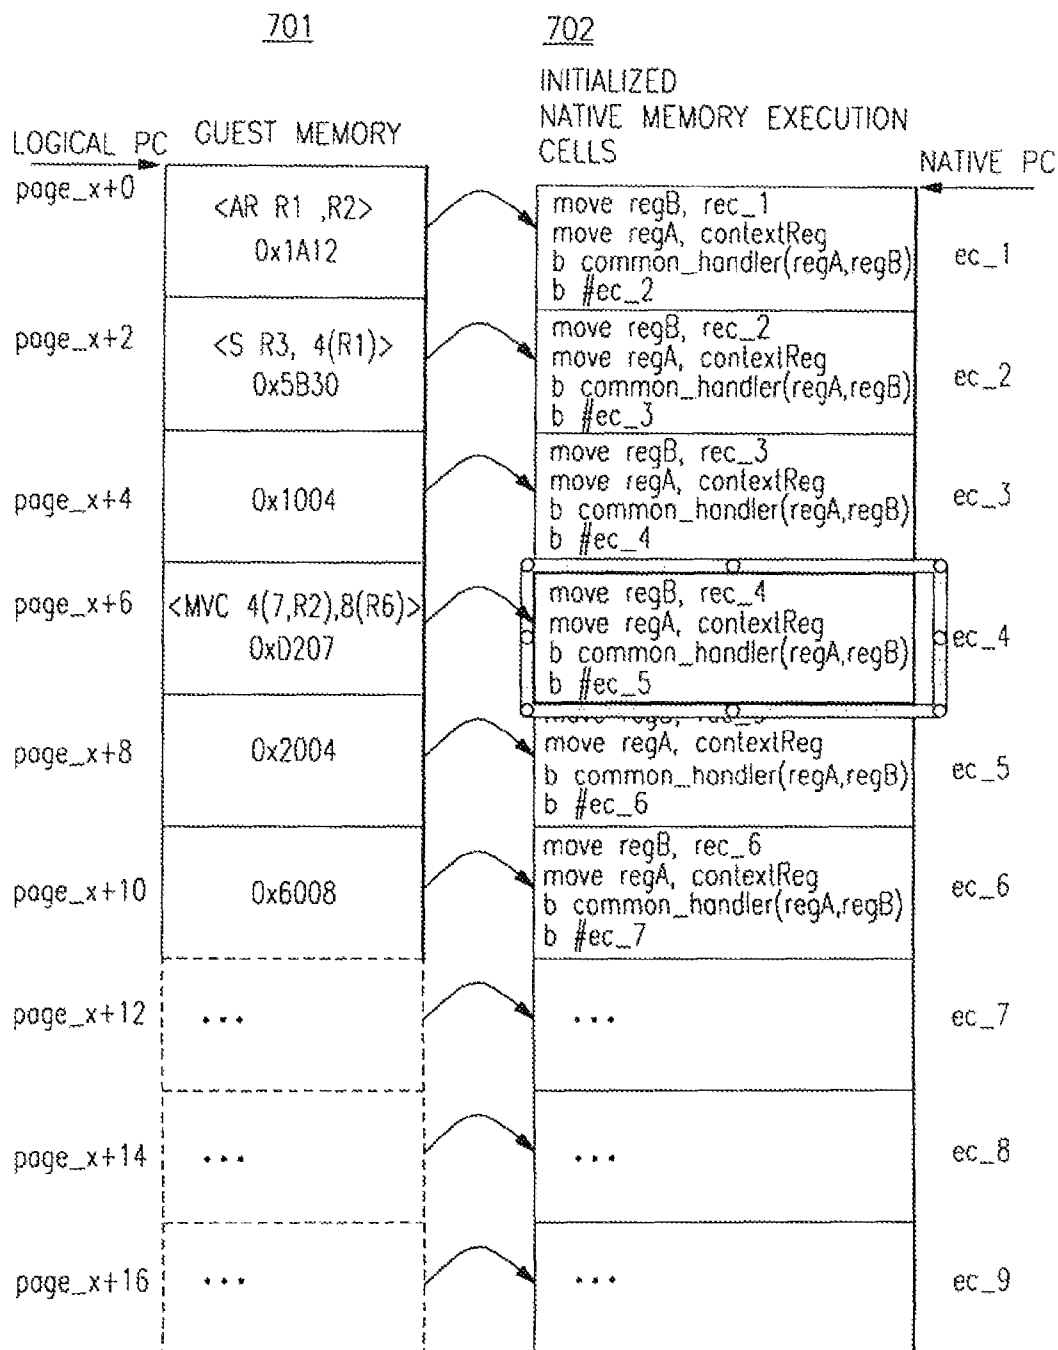 701
702
INITIALIZED
NATIVE MEMORY EXECUTION
CELLS
LOGICAL PC
GUEST MEMORY
NATIVE PC
page_x+0
<AR R1 ,R2>
0x1A12
move regB, rec_1
move regA, contextReg
b common_handler(regA,regB)
b #ec_2
ec_1
page_x+2
<S R3, 4(R1)>
0x5B30
move regB, rec_2
move regA, contextReg
b common_handler(regA,regB)
b #ec_3
ec_2
page_x+4
0x1004
move regB, rec_3
move regA, contextReg
b common_handler(regA,regB)
b #ec_4
ec_3
page_x+6
<MVC 4(7,R2),8(R6)>
0xD207
move regB, rec_4
move regA, contextReg
b common_handler(regA,regB)
b #ec_5
ec_4
page_x+8
0x2004
move regA, contextReg
b common_handler(regA,regB)
b #ec_6
ec_5
page_x+10
0x6008
move regB, rec_6
move regA, contextReg
b common_handler(regA,regB)
b #ec_7
ec_6
page_x+12
...
...
ec_7
page_x+14
...
...
ec_8
page_x+16
...
...
ec_9